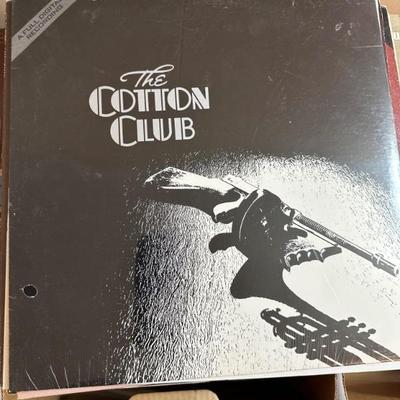 A FULL DIGITAL
RECORDING
The
COTTON
CLUB